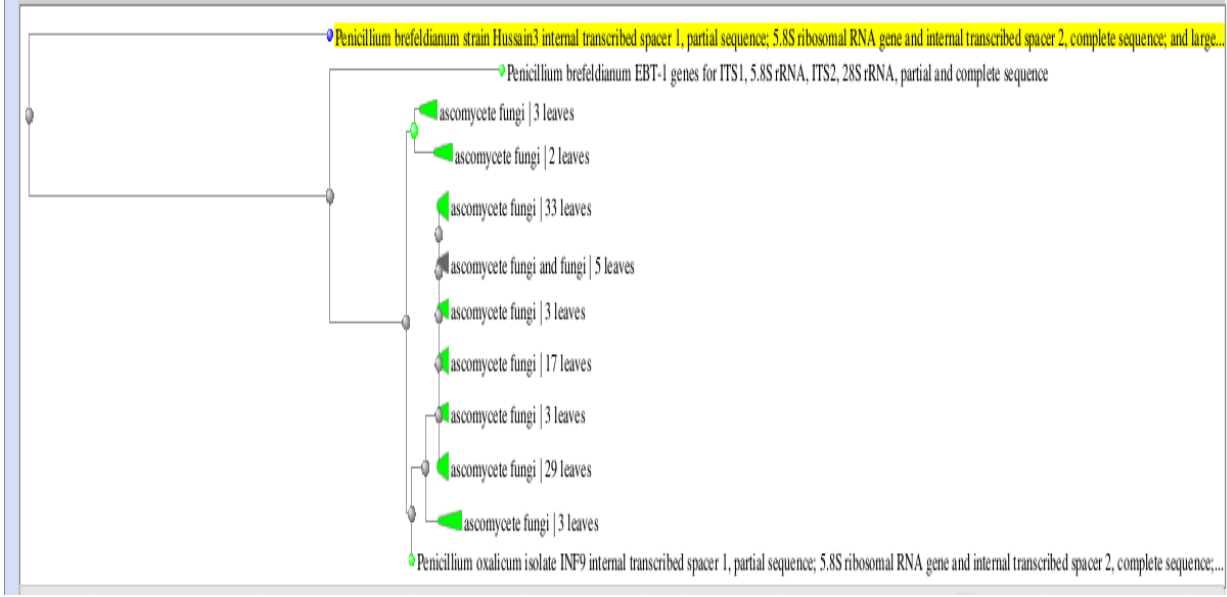 Penicillium brefeldianum strain Hussain3 internal transcribed spacer 1, partial sequence; 5.8S ribosomal RNA gene and internal transcribed spacer 2, complete sequence; and large...
Penicillium brefeldianum EBT-1 genes for ITS1, 5.8S rRNA, ITS2, 28S rRNA, partial and complete sequence
ascomycete fungi | 3 leaves
ascomycete fungi | 2 leaves
ascomycete fungi | 33 leaves
ascomycete fungi and fungi | 5 leaves
ascomycete fungi | 3 leaves
ascomycete fungi | 17 leaves
ascomycete fungi | 3 leaves
ascomycete fungi | 29 leaves
ascomycete fungi | 3 leaves
Penicillium oxalicum isolate INF9 internal transcribed spacer 1, partial sequence; 5.8S ribosomal RNA gene and internal transcribed spacer 2, complete sequence;...